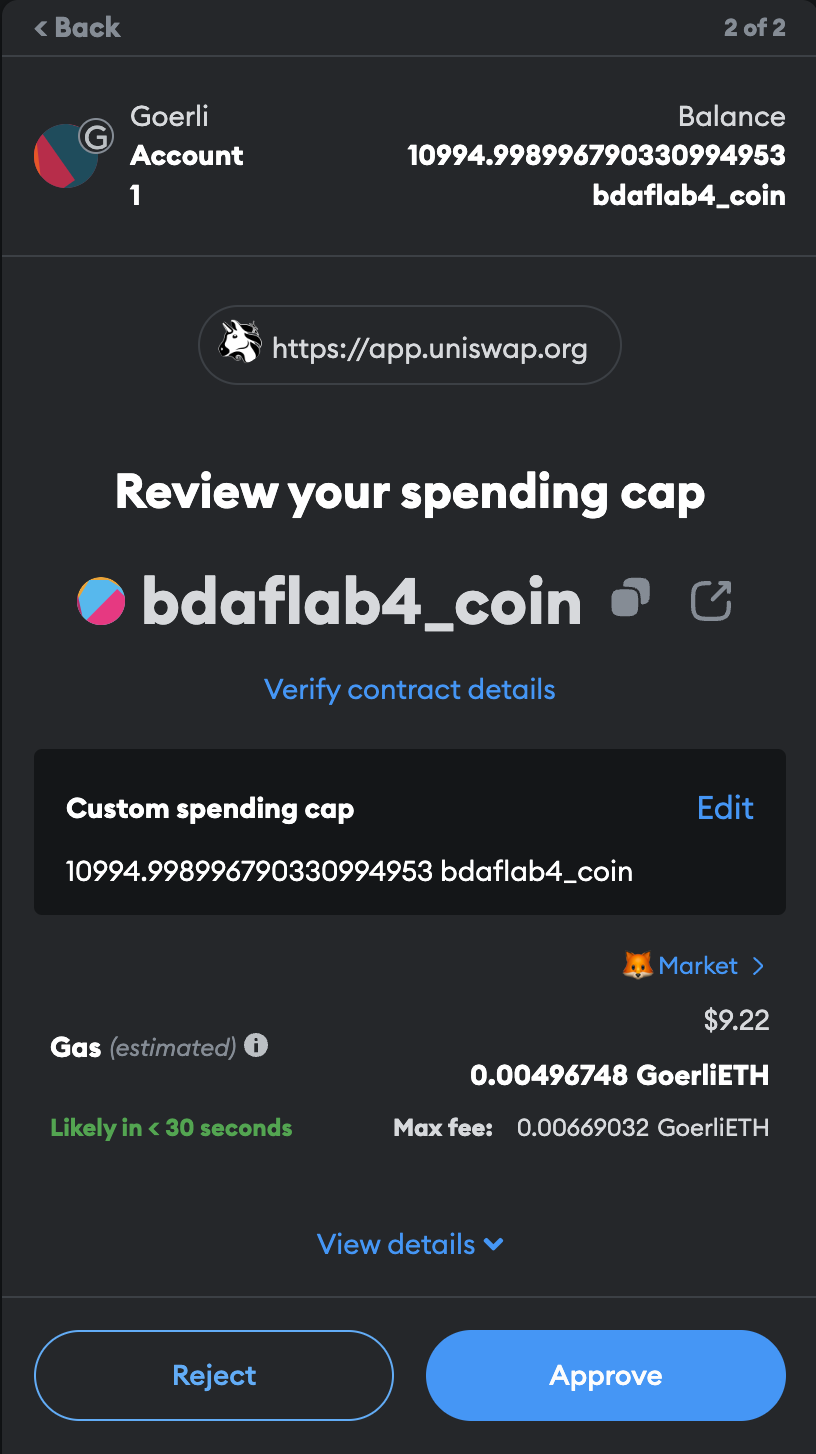 < Back 2 of 2
Goerli Balance
Account 10994.998996790330994953
1 bdaflab4_coin
G
https://app.uniswap.org
Review your spending cap
bdaflab4_coin
Verify contract details
Custom spending cap Edit
10994.998996790330994953 bdaflab4_coin
Market >
$9.22
Gas (estimated) i
0.00496748 GoerliETH
Likely in < 30 seconds Max fee: 0.00669032 GoerliETH
View details
Reject Approve